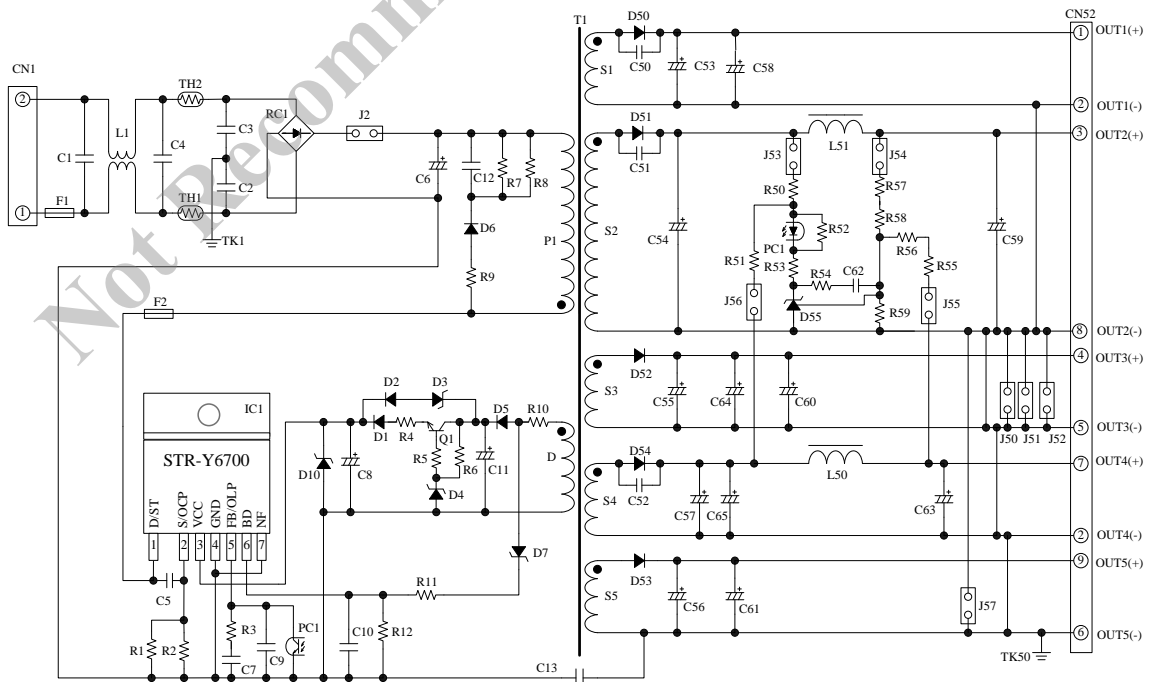 Not Recomm
T1
D50
C50
S1
C53
C58
CN52
1
OUT1(+)
2
OUT1(-)
CN1
2
1
F1
C1
L1
C4
TH2
TH1
C3
C2
TK1
RC1
J2
C6
C12
R7
R8
D6
R9
P1
F2
D51
C51
S2
C54
J53
L51
J54
R50
R57
R58
R52
PC1
R51
R53
R54
C62
R56
R55
J56
D55
R59
J55
C59
3
OUT2(+)
8
OUT2(-)
D52
S3
C55
C64
C60
J50
J51
J52
4
OUT3(+)
5
OUT3(-)
IC1
STR-Y6700
D/ST
S/OCP
VCC
GND
FB/OLP
BD
NF
1
2
3
4
5
6
7
D2
D3
D1
R4
Q1
D5
R10
D10
C8
R5
R6
D4
C11
D
D7
C5
R11
R1
R2
R3
C7
C9
PC1
C10
R12
C13
D54
C52
S4
C57
C65
L50
C63
7
OUT4(+)
2
OUT4(-)
D53
S5
C56
C61
J57
TK50
9
OUT5(+)
6
OUT5(-)